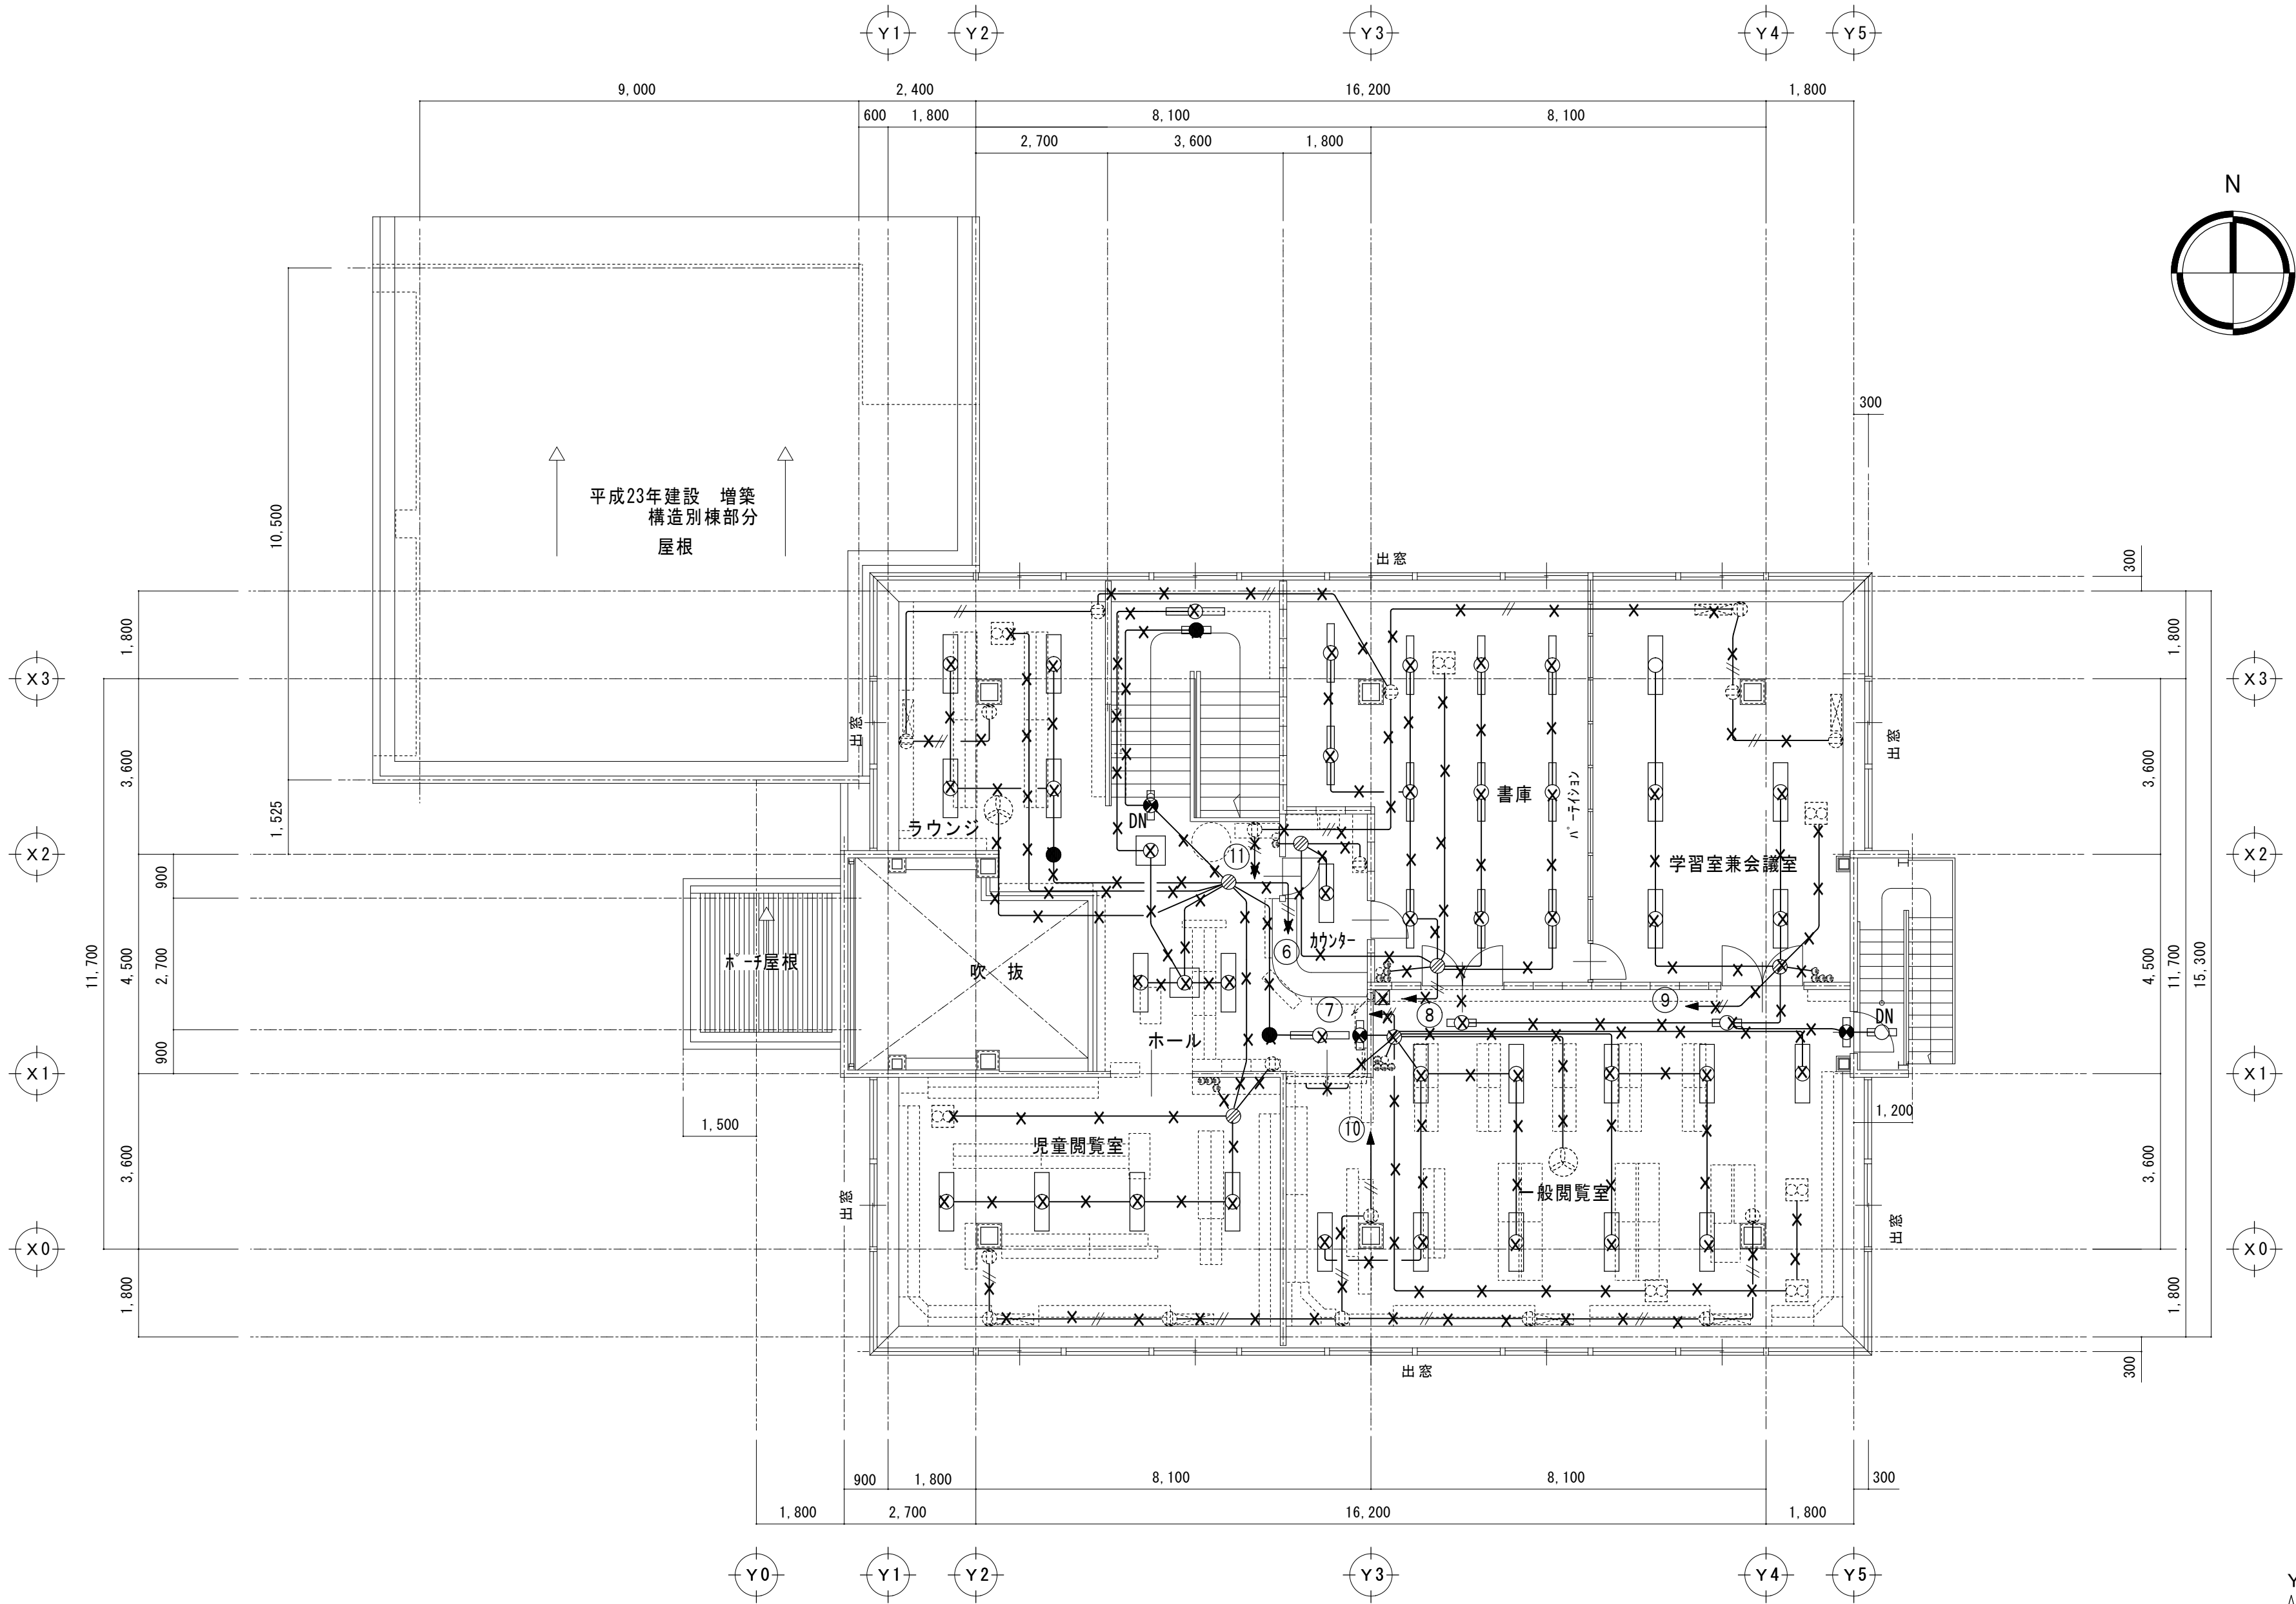 Y1
Y2
Y3
Y4
Y5
9,000
2,400
16,200
1,800
600
1,800
8,100
8,100
2,700
3,600
1,800
N
300
平成23年建設 増築
構造別棟部分
屋根
10,500
1,525
出窓
300
1,800
1,800
X3
X3
3,600
出窓
出窓
3,600
書庫
パーテイション
ラウンジ
DN
X2
11
学習室兼会議室
X2
900
11,700
4,500
2,700
ポーチ屋根
吹 抜
6
カウンター
4,500
11,700
15,300
7
8
9
DN
ホール
900
X1
X1
1,500
10
1,200
児童閲覧室
一般閲覧室
3,600
出窓
出窓
3,600
X0
X0
1,800
1,800
出窓
300
900
1,800
8,100
8,100
300
1,800
2,700
16,200
1,800
Y0
Y1
Y2
Y3
Y4
Y5